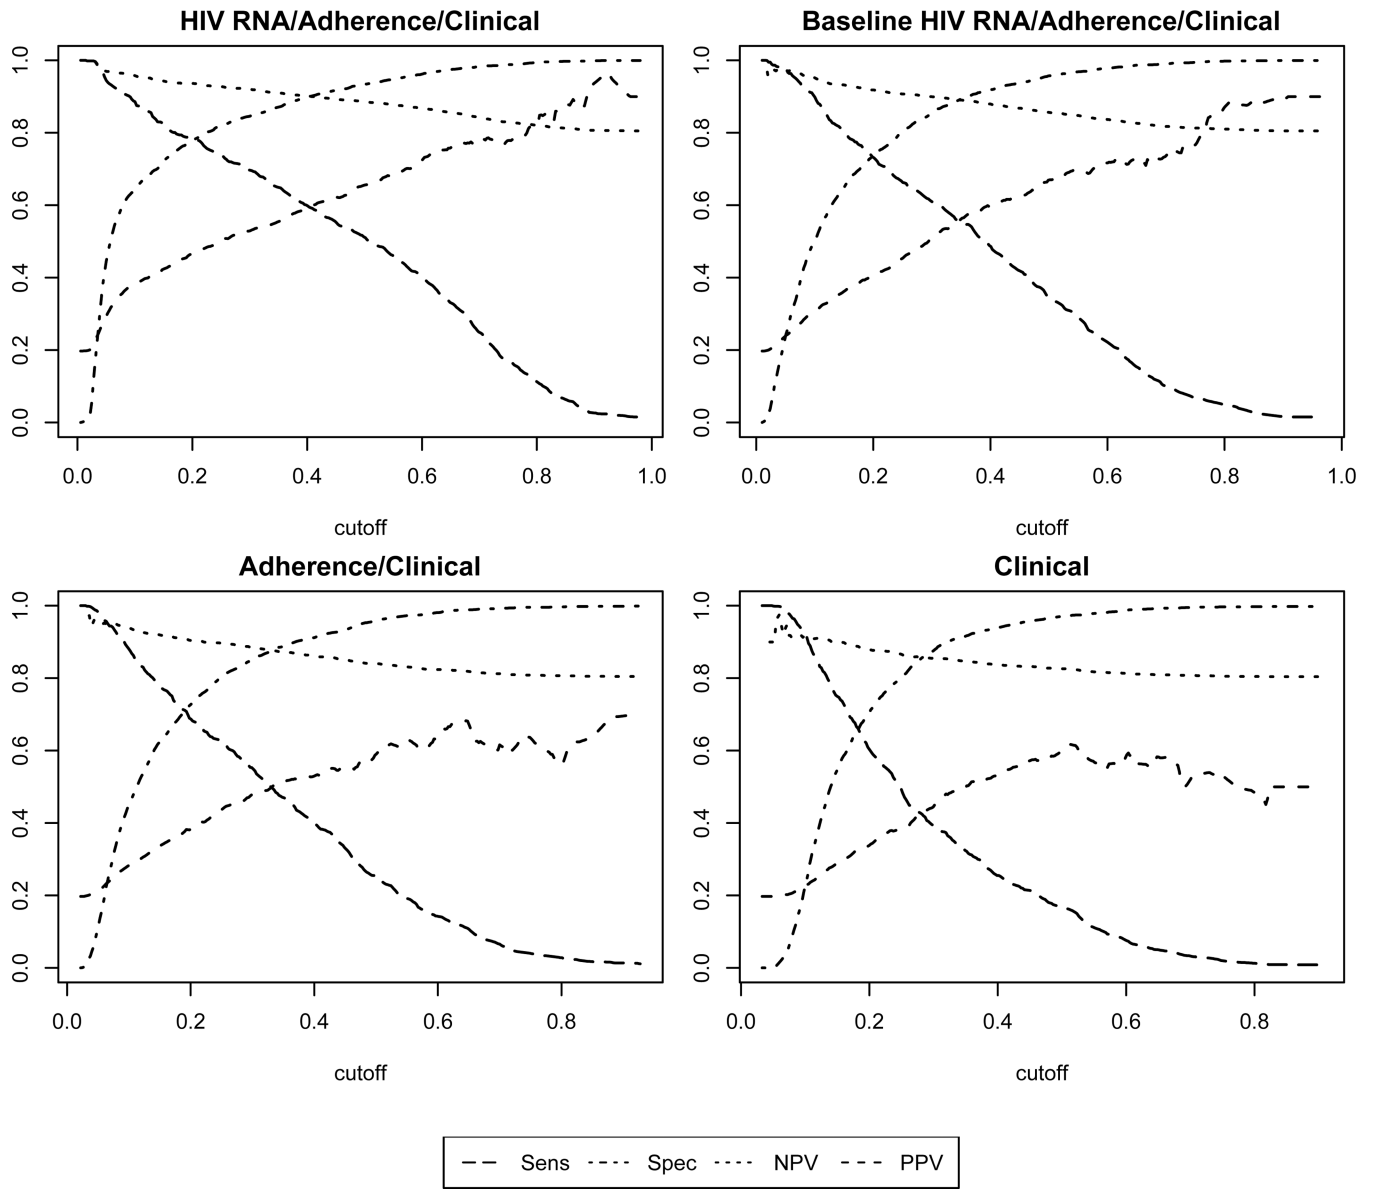 HIV RNA/Adherence/Clinical
1.0
0.8
0.6
0.4
0.2
0.0
0.0 0.2 0.4 0.6 0.8 1.0
cutoff
Baseline HIV RNA/Adherence/Clinical
1.0
0.8
0.6
0.4
0.2
0.0
0.0 0.2 0.4 0.6 0.8 1.0
cutoff
Adherence/Clinical
1.0
0.8
0.6
0.4
0.2
0.0
0.0 0.2 0.4 0.6 0.8
cutoff
Clinical
1.0
0.8
0.6
0.4
0.2
0.0
0.0 0.2 0.4 0.6 0.8
cutoff
Sens Spec NPV PPV